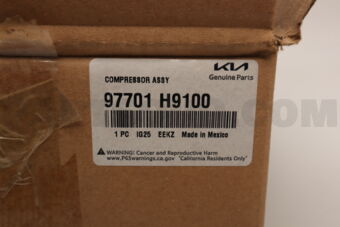 COMPRESSOR ASSY
KIA
Genuine Parts
97701 H9100
1 PC IG25 EEKZ Made in Mexico
WARNING: Cancer and Reproductive Harm
www.P65warnings.ca.gov "California Residents Only"